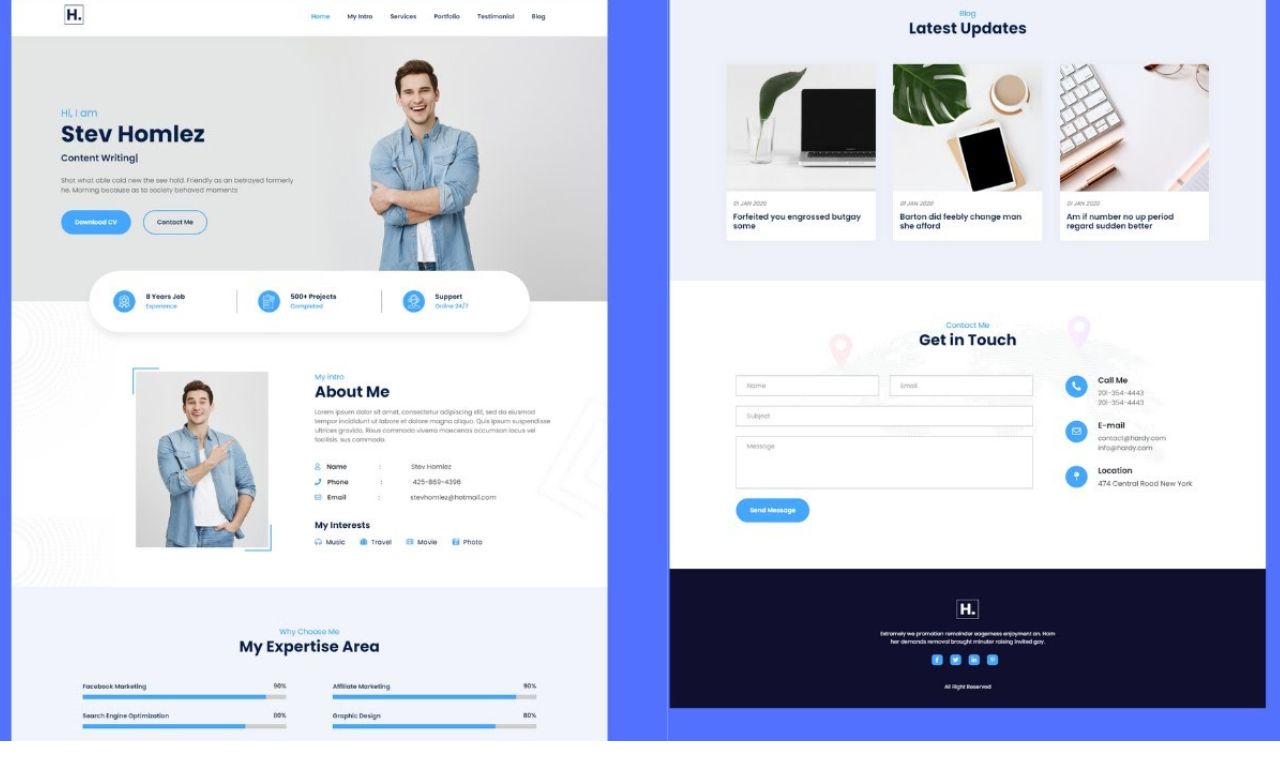 H.
Home My Intro Services Portfolio Testimonial Blog
Hi, I am
Stev Homlez
Content Writing|
Shot what able cold new the see hold. Friendly as an betrayed formerly
he. Morning because as to society behaved moments
Download CV Contact Me
8 Years Job
Experience
500+ Projects
Completed
Support
Online 24/7
My Intro
About Me
Lorem ipsum dolor sit amet, consectetur adipiscing elit, sed do eiusmod
tempor incididunt ut labore et dolore magna aliqua. Quis ipsum suspendisse
ultrices gravida. Risus commodo viverra maecenas accumsan lacus vel
facilisis. sus commodo.
Name : Stev Homlez
Phone : 425-869-4396
Email : stevhomlez@hotmail.com
My Interests
Music Travel Movie Photo
Why Choose Me
My Expertise Area
Facebook Marketing 90%
Affiliate Marketing 90%
Search Engine Optimization 80%
Graphic Design 80%
Blog
Latest Updates
01 JAN 2020
Forfeited you engrossed butgay
some
01 JAN 2020
Barton did feebly change man
she afford
01 JAN 2020
Am if number no up period
regard sudden better
Contact Me
Get in Touch
Name Email
Subject
Message
Send Message
Call Me
201-354-4443
201-354-4443
E-mail
contact@hardy.com
info@hardy.com
Location
474 Central Road New York
H.
Extremely we promotion remainder eagerness enjoyment an. Ham
her demands removal brought minuter raising invited gay.
All Right Reserved